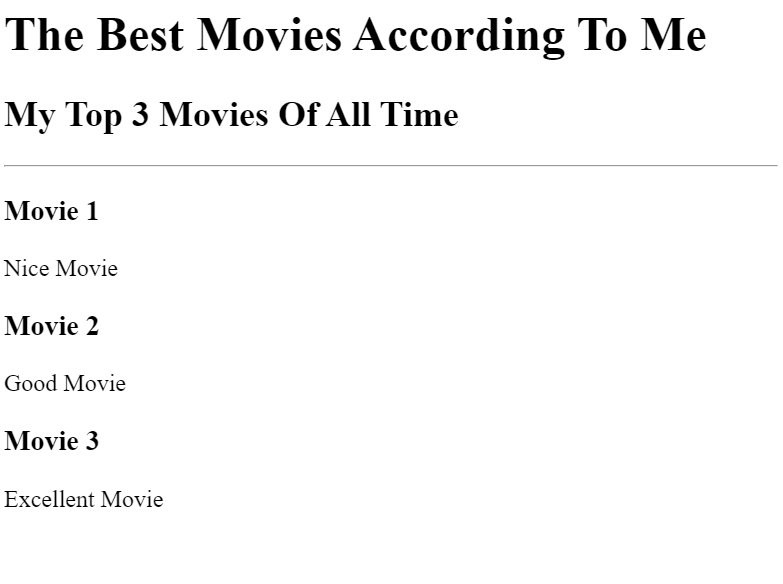 The Best Movies According To Me
My Top 3 Movies Of All Time
Movie 1
Nice Movie
Movie 2
Good Movie
Movie 3
Excellent Movie